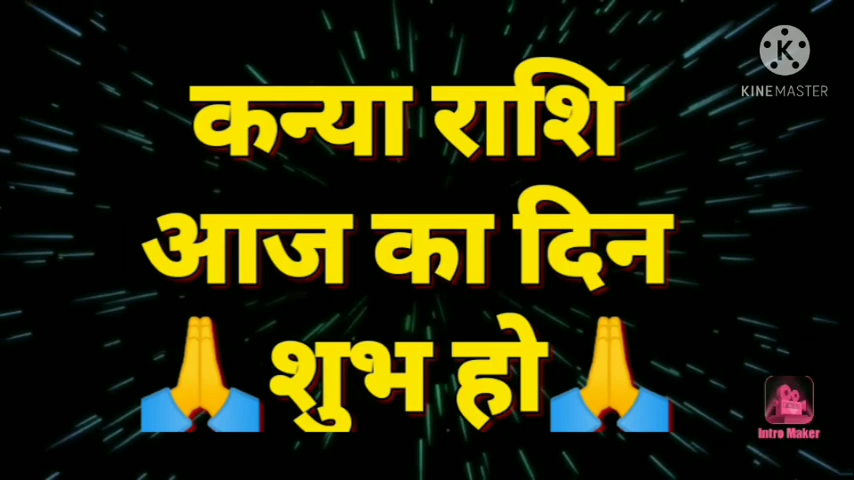 K
KINEMASTER
कन्या राशि
आज का दिन
🙏शुभ हो🙏
Intro Maker